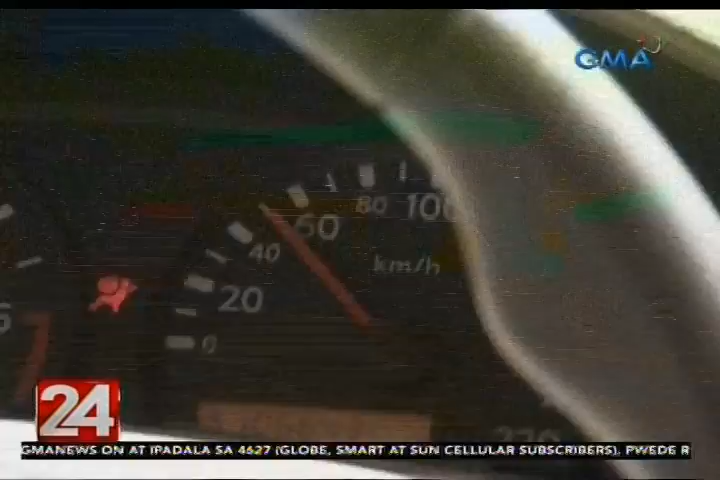 GMA
80 100
60
40
km/h
20
0
24
GMANEWS ON AT IPADALA SA 4627 (GLOBE, SMART AT SUN CELLULAR SUBSCRIBERS), PWEDE R